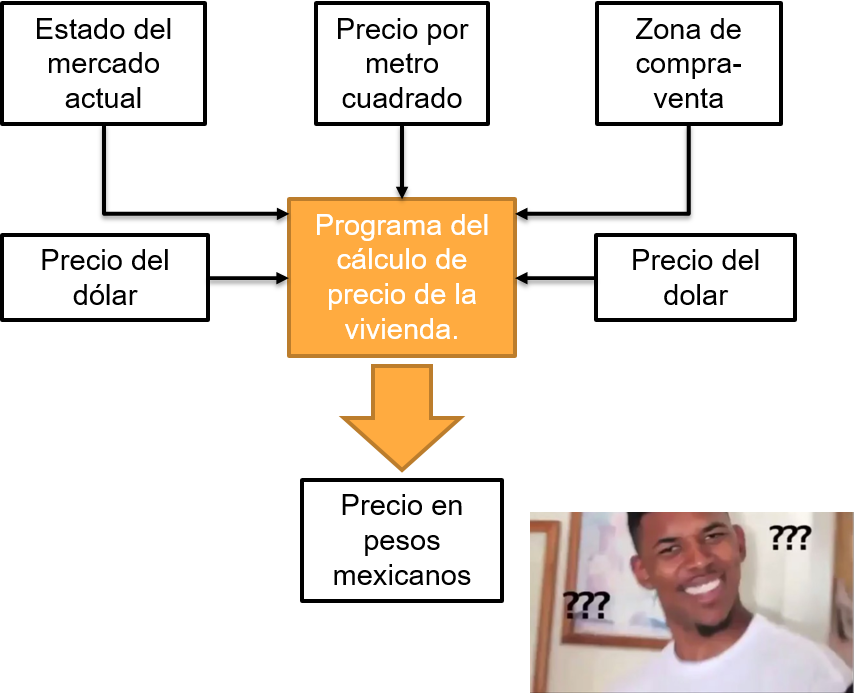 Estado del
mercado
actual
Precio por
metro
cuadrado
Zona de
compra-
venta
Programa del
cálculo de
precio de la
vivienda.
Precio del
dólar
Precio del
dolar
Precio en
pesos
mexicanos
???
???